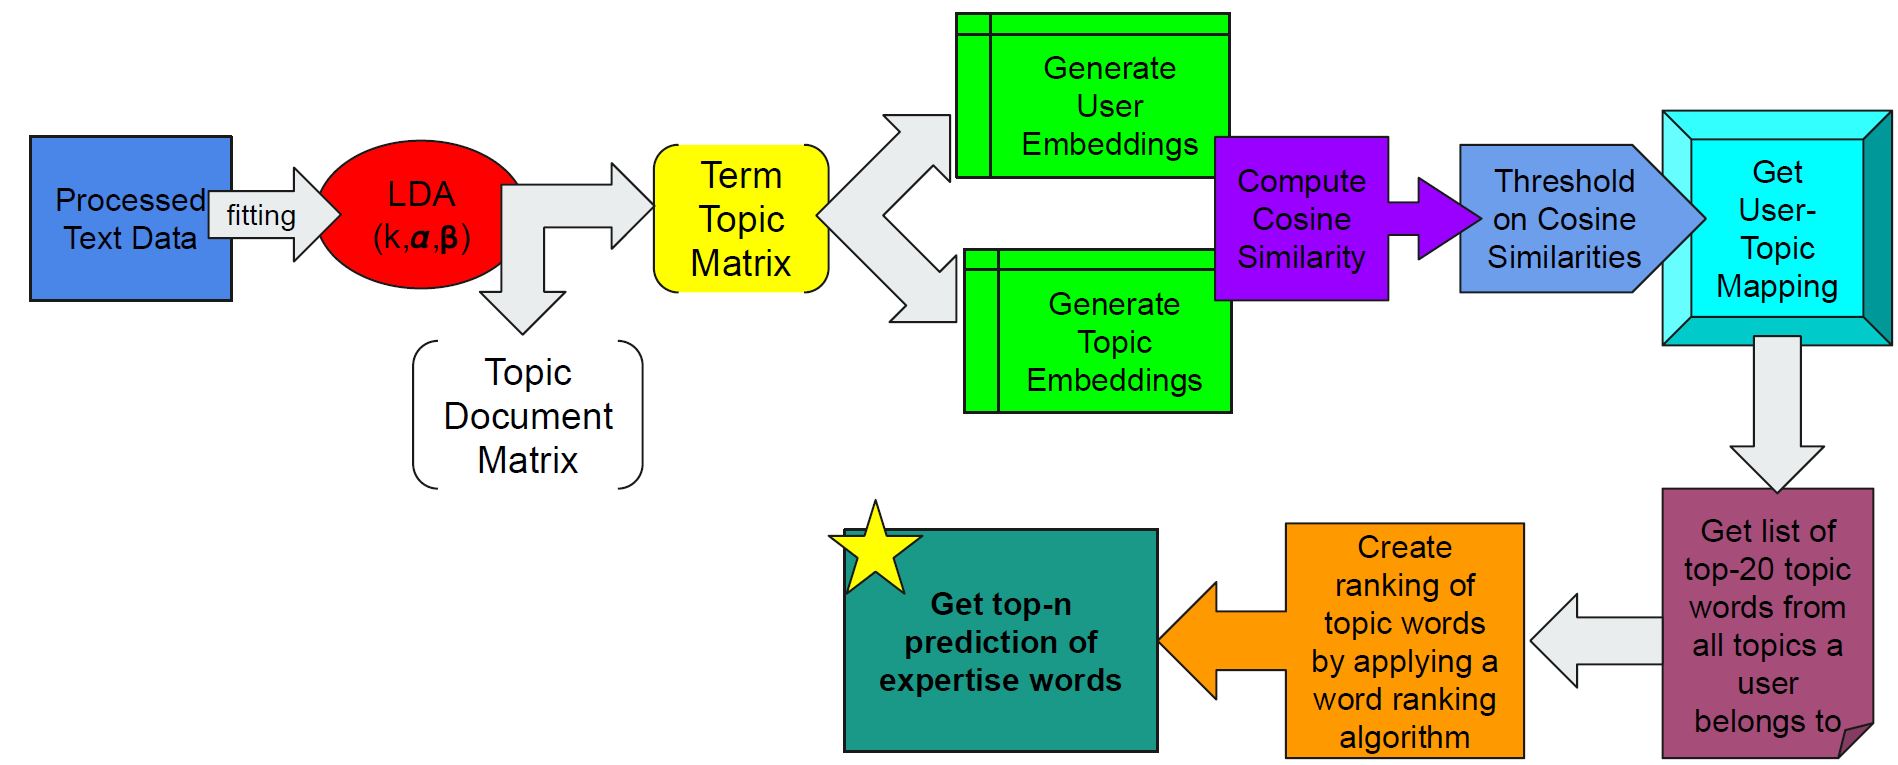 Processed
Text Data
fitting
LDA
(k,α,β)
Topic
Document
Matrix
Term
Topic
Matrix
Generate
User
Embeddings
Generate
Topic
Embeddings
Compute
Cosine
Similarity
Threshold
on Cosine
Similarities
Get
User-
Topic
Mapping
Get list of
top-20 topic
words from
all topics a
user
belongs to
Create
ranking of
topic words
by applying a
word ranking
algorithm
Get top-n
prediction of
expertise words